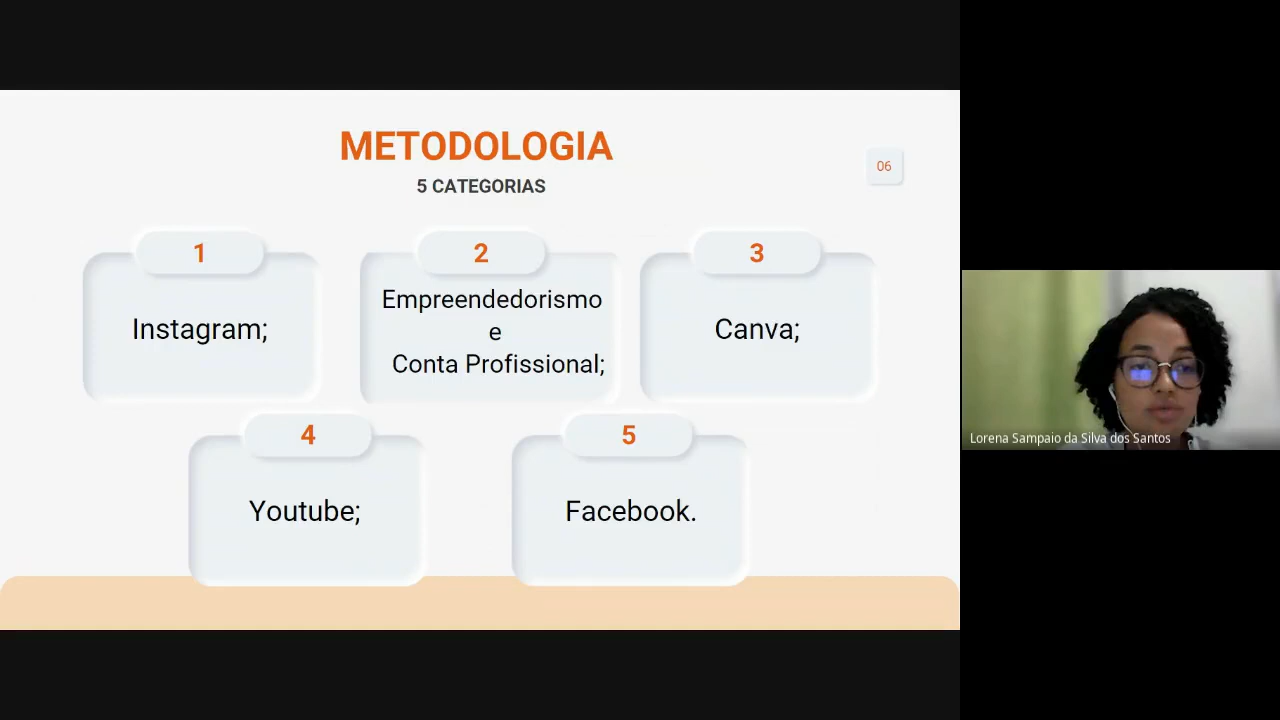 METODOLOGIA
5 CATEGORIAS
06
1
Instagram;
2
Empreendedorismo
e
Conta Profissional;
3
Canva;
4
Youtube;
5
Facebook.
Lorena Sampaio da Silva dos Santos